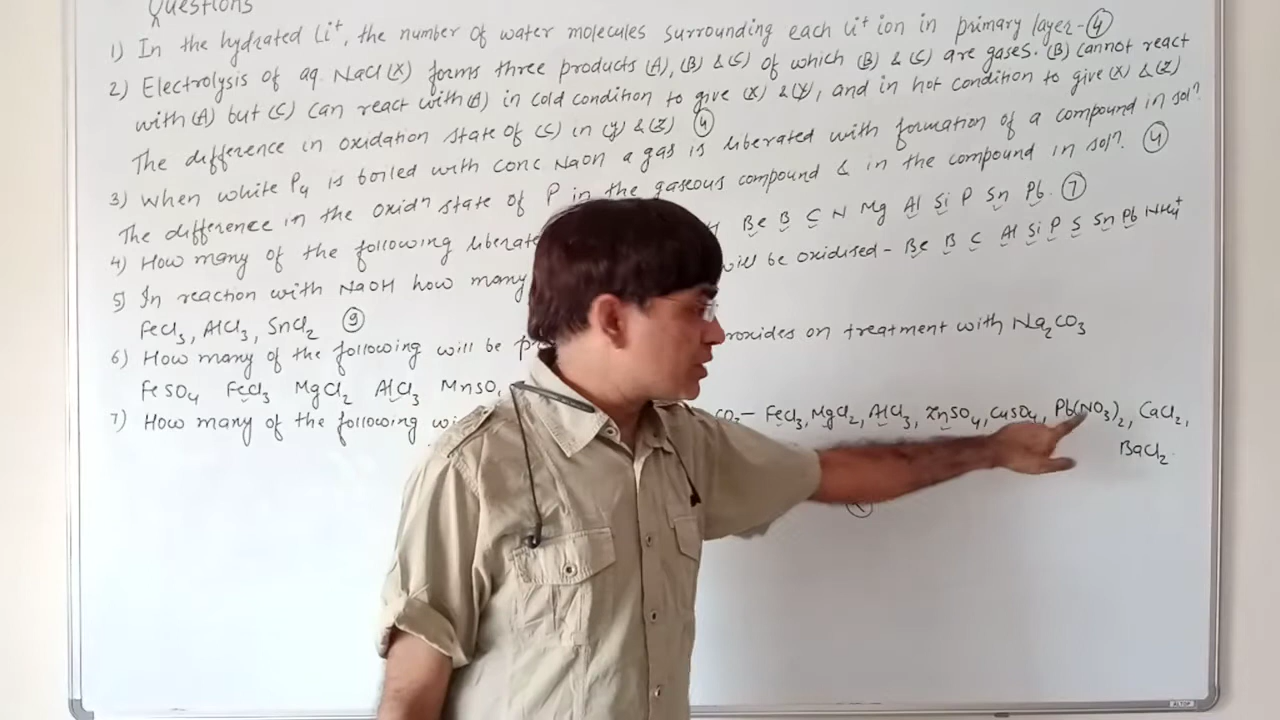 Questions
1) In the hydrated Li⁺, the number of water molecules surrounding each Li⁺ ion in primary layer - ④
2) Electrolysis of aq. NaCl (X) forms three products (A), (B) & (C) of which (B) & (C) are gases. (B) cannot react
with (A) but (C) can react with (A) in cold condition to give (X) & (Y), and in hot condition to give (X) & (Z)
The difference in oxidation state of (C) in (Y) & (Z) ④
3) When white P₄ is boiled with conc NaOH a gas is liberated with formation of a compound in solⁿ.
The difference in the oxidⁿ state of P in the gaseous compound & in the compound in solⁿ. ④
4) How many of the following liberate Be B C N Mg Al Si P Sn Pb. ⑦
5) In reaction with NaOH how many will be oxidised - Be B C Al Si P S Sn Pb NH₄⁺
FeCl₃, AlCl₃, SnCl₂ ⑨
6) How many of the following will be roxides on treatment with Na₂CO₃
FeSO₄ FeCl₃ MgCl₂ AlCl₃ MnSO
7) How many of the following CO₃ - FeCl₃, MgCl₂, AlCl₃, ZnSO₄, CuSO₄, Pb(NO₃)₂, CaCl₂,
BaCl₂.